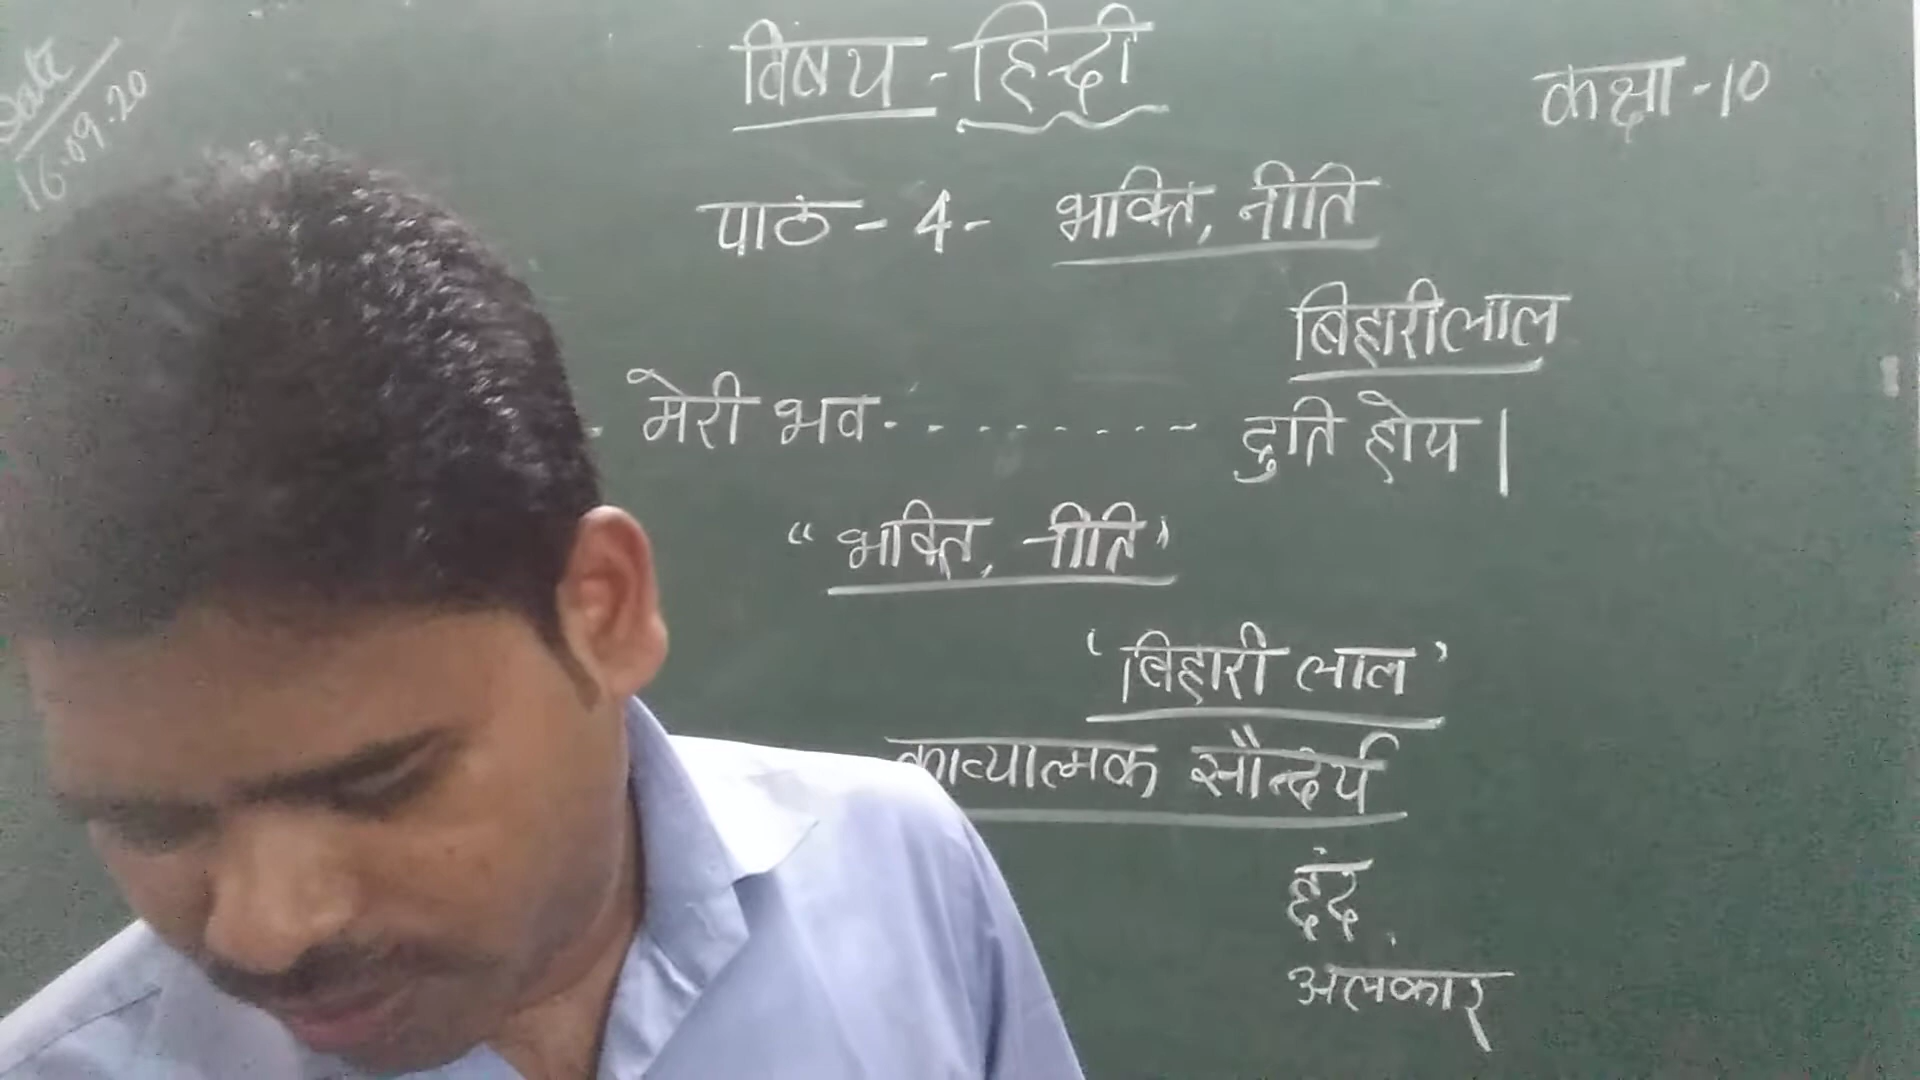 Date
16.09.20
विषय - हिन्दी
कक्षा - 10
पाठ - 4 - भक्ति, नीति
बिहारीलाल
मेरी भव - - - - - - - - - दुति होय |
“भक्ति, नीति”
‘बिहारी लाल’
काव्यात्मक सौन्दर्य
छंद
अलंकार